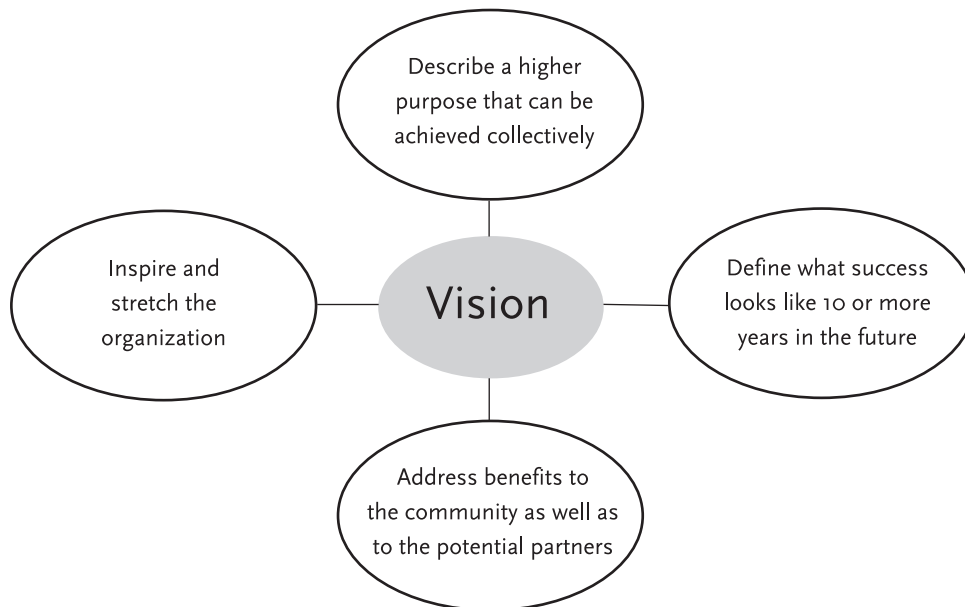 Describe a higher
purpose that can be
achieved collectively
Inspire and
stretch the
organization
Vision
Define what success
looks like 10 or more
years in the future
Address benefits to
the community as well as
to the potential partners